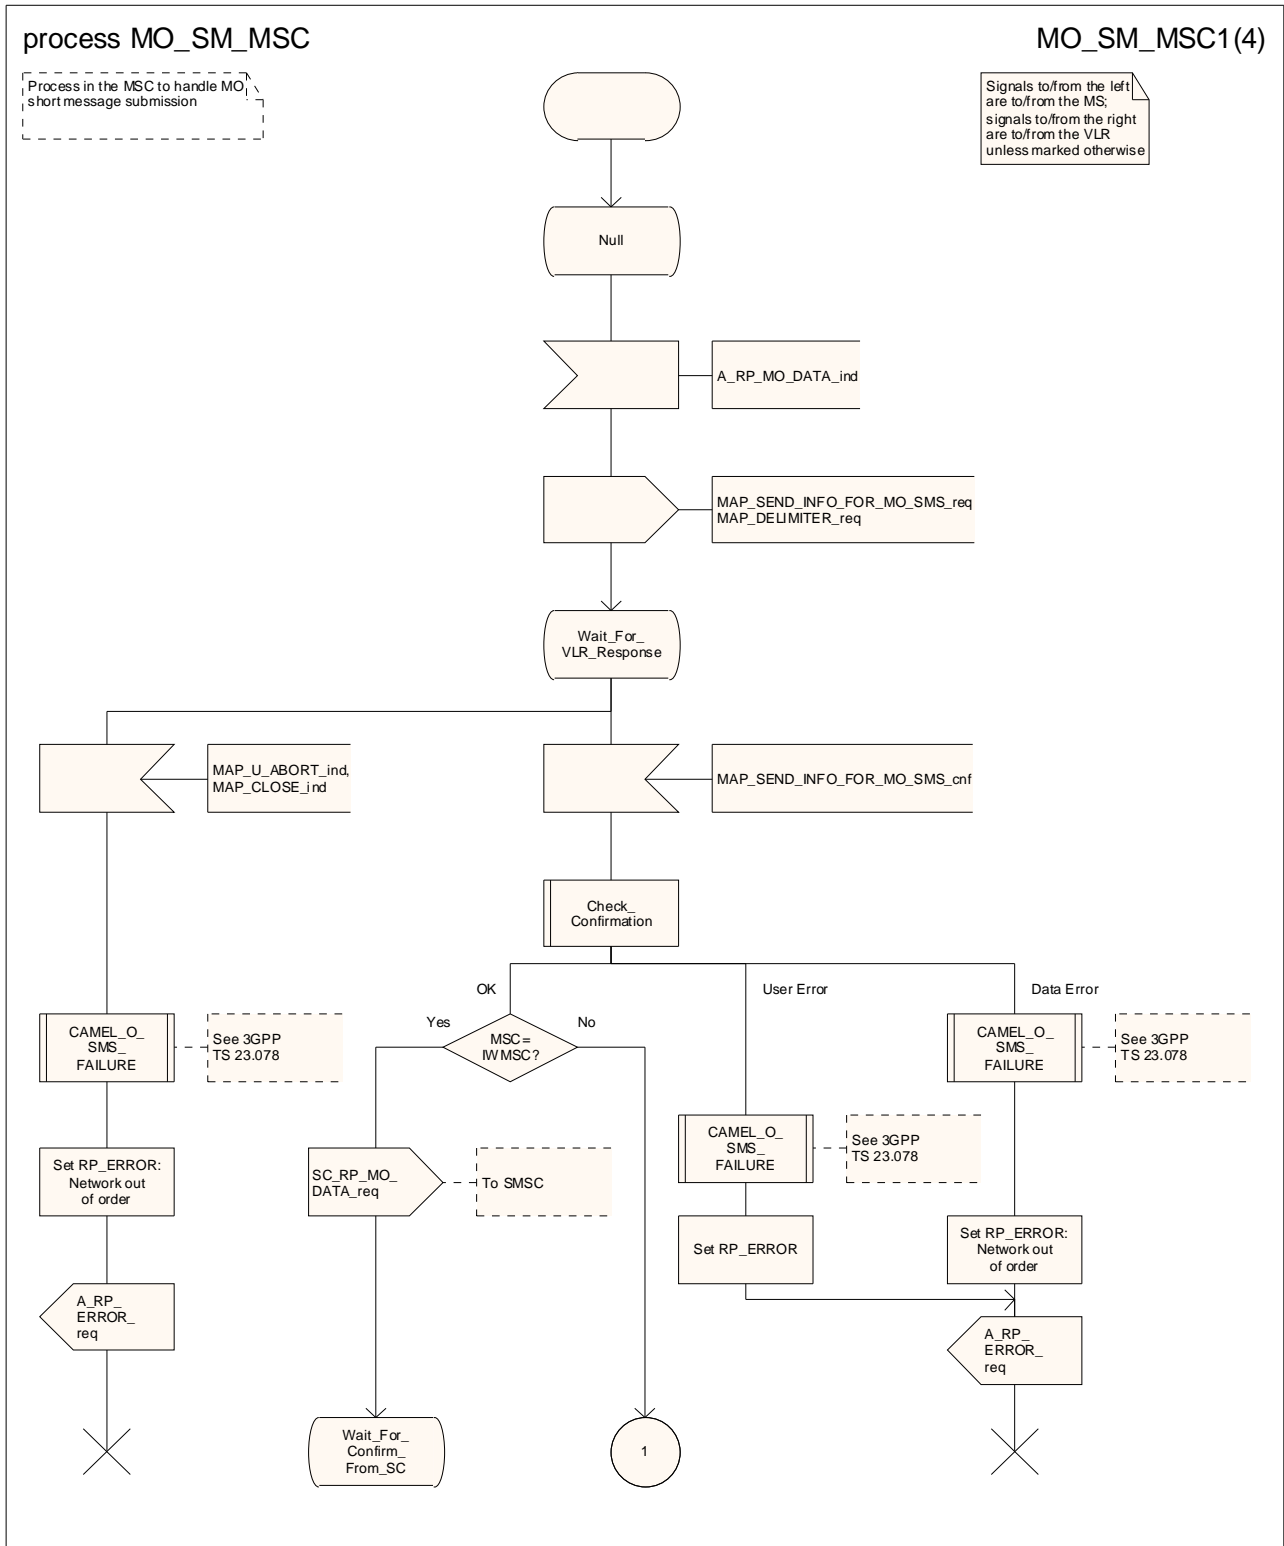 process MO_SM_MSC
MO_SM_MSC1(4)
Process in the MSC to handle MO
short message submission
Signals to/from the left
are to/from the MS;
signals to/from the right
are to/from the VLR
unless marked otherwise
Null
A_RP_MO_DATA_ind
MAP_SEND_INFO_FOR_MO_SMS_req
MAP_DELIMITER_req
Wait_For_
VLR_Response
MAP_U_ABORT_ind,
MAP_CLOSE_ind
MAP_SEND_INFO_FOR_MO_SMS_cnf
Check_
Confirmation
OK
User Error
Data Error
Yes
No
MSC=
IWMSC?
CAMEL_O_
SMS_
FAILURE
See 3GPP
TS 23.078
CAMEL_O_
SMS_
FAILURE
See 3GPP
TS 23.078
CAMEL_O_
SMS_
FAILURE
See 3GPP
TS 23.078
Set RP_ERROR:
Network out
of order
SC_RP_MO_
DATA_req
To SMSC
Set RP_ERROR
Set RP_ERROR:
Network out
of order
A_RP_
ERROR_
req
A_RP_
ERROR_
req
Wait_For_
Confirm_
From_SC
1